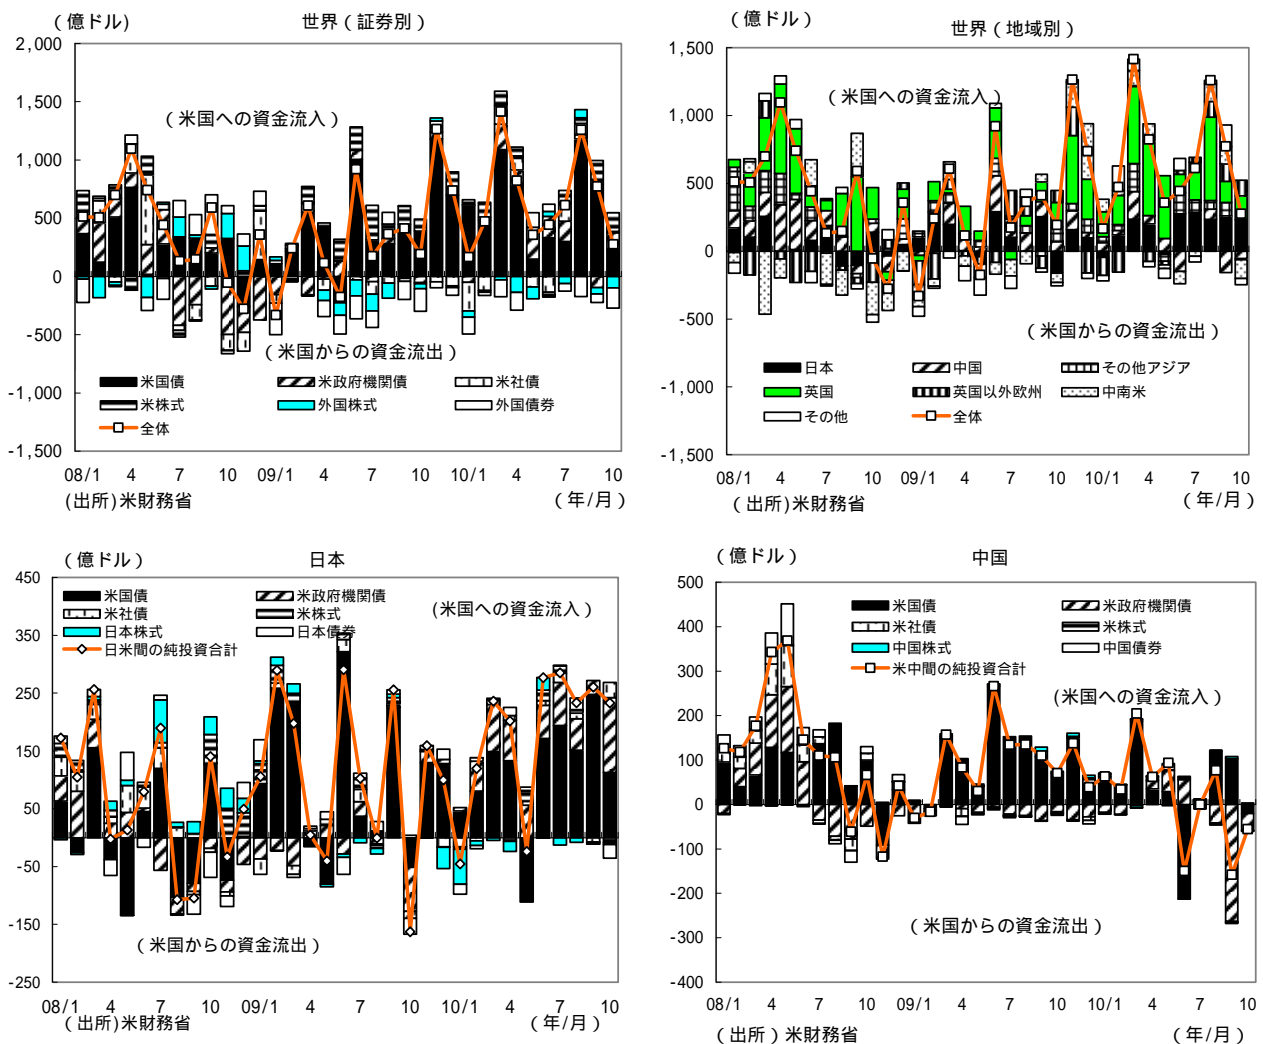 （億ドル）
世界（証券別）
2,000
1,500
1,000
500
0
-500
-1,000
-1,500
（米国への資金流入）
（米国からの資金流出）
米国債
米政府機関債
米社債
米株式
外国株式
外国債券
全体
08/1 4 7 10 09/1 4 7 10 10/1 4 7 10
(出所)米財務省
（年/月）
（億ドル）
世界（地域別）
1,500
1,000
500
0
-500
-1,000
-1,500
（米国への資金流入）
（米国からの資金流出）
日本
中国
その他アジア
英国
英国以外欧州
中南米
その他
全体
08/1 4 7 10 09/1 4 7 10 10/1 4 7 10
（出所)米財務省
（年/月）
（億ドル）
日本
450
350
250
150
50
-50
-150
-250
米国債
米政府機関債
米社債
米株式
日本株式
日本債券
日米間の純投資合計
(米国への資金流入）
（米国からの資金流出）
08/1 4 7 10 09/1 4 7 10 10/1 4 7 10
（出所)米財務省
（年/月）
（億ドル）
中国
500
400
300
200
100
0
-100
-200
-300
-400
米国債
米政府機関債
米社債
米株式
中国株式
中国債券
米中間の純投資合計
（米国への資金流入）
（米国からの資金流出）
08/1 4 7 10 09/1 4 7 10 10/1 4 7 10
（出所）米財務省
（年/月）